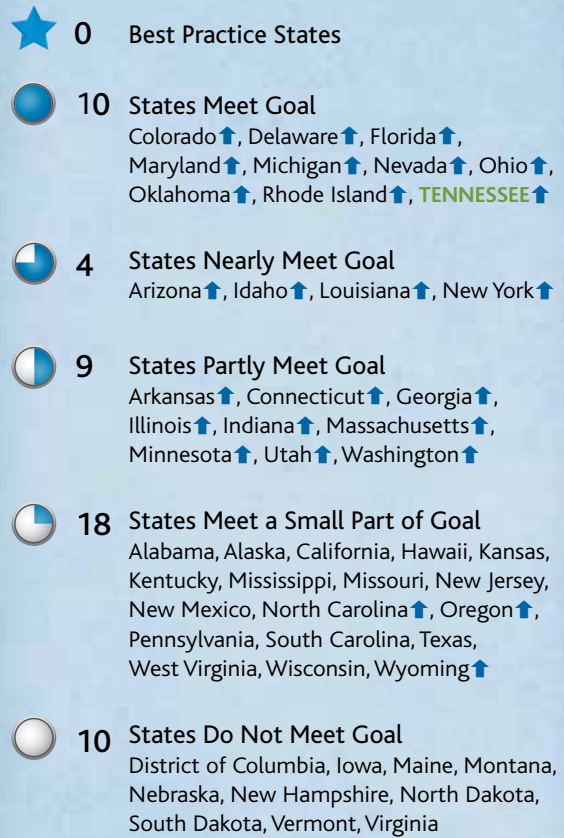 0 Best Practice States
10 States Meet Goal
Colorado⬆, Delaware⬆, Florida⬆,
Maryland⬆, Michigan⬆, Nevada⬆, Ohio⬆,
Oklahoma⬆, Rhode Island⬆, TENNESSEE⬆
4 States Nearly Meet Goal
Arizona⬆, Idaho⬆, Louisiana⬆, New York⬆
9 States Partly Meet Goal
Arkansas⬆, Connecticut⬆, Georgia⬆,
Illinois⬆, Indiana⬆, Massachusetts⬆,
Minnesota⬆, Utah⬆, Washington⬆
18 States Meet a Small Part of Goal
Alabama, Alaska, California, Hawaii, Kansas,
Kentucky, Mississippi, Missouri, New Jersey,
New Mexico, North Carolina⬆, Oregon⬆,
Pennsylvania, South Carolina, Texas,
West Virginia, Wisconsin, Wyoming⬆
10 States Do Not Meet Goal
District of Columbia, Iowa, Maine, Montana,
Nebraska, New Hampshire, North Dakota,
South Dakota, Vermont, Virginia